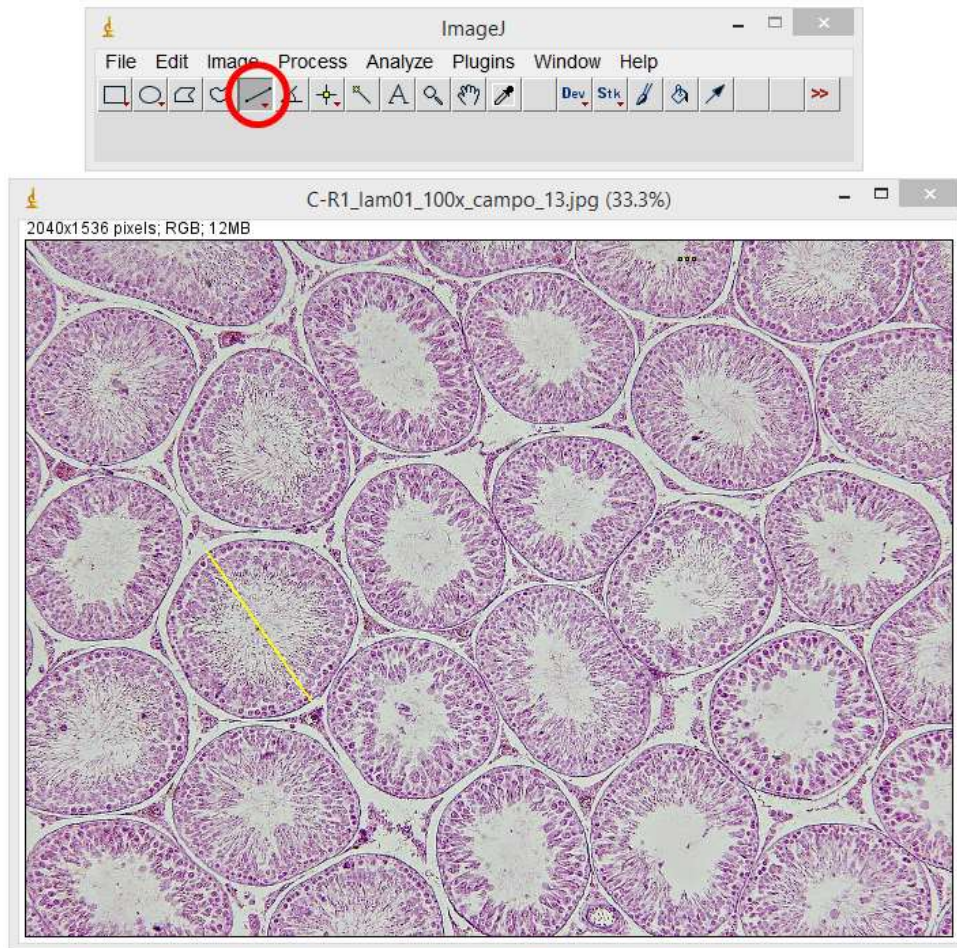 ImageJ
File Edit Image Process Analyze Plugins Window Help
A Dev Stk >>
C-R1_lam01_100x_campo_13.jpg (33.3%)
2040x1536 pixels; RGB; 12MB